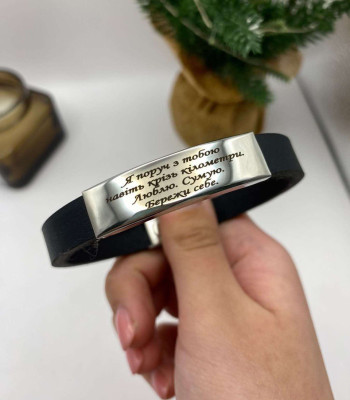 Я поруч з тобою
навіть крізь кілометри.
Люблю. Сумую.
Бережи себе.